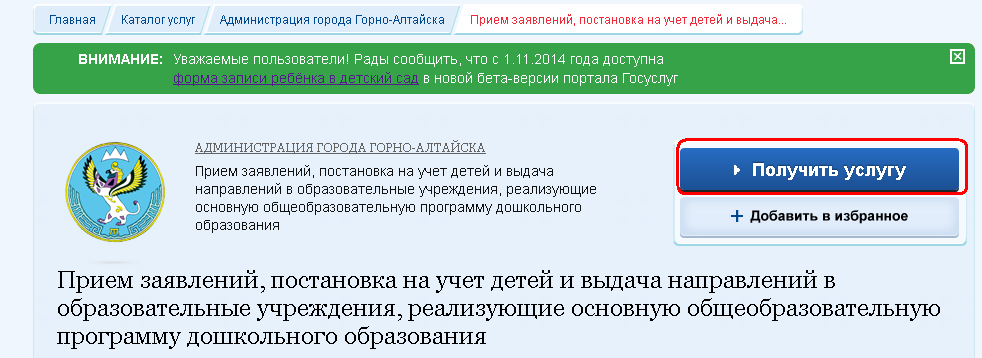 Главная Каталог услуг Администрация города Горно-Алтайска Прием заявлений, постановка на учет детей и выдача...
ВНИМАНИЕ: Уважаемые пользователи! Рады сообщить, что с 1.11.2014 года доступна
форма записи ребёнка в детский сад в новой бета-версии портала Госуслуг
АДМИНИСТРАЦИЯ ГОРОДА ГОРНО-АЛТАЙСКА
Прием заявлений, постановка на учет детей и выдача
направлений в образовательные учреждения, реализующие
основную общеобразовательную программу дошкольного
образования
Получить услугу
+ Добавить в избранное
Прием заявлений, постановка на учет детей и выдача направлений в
образовательные учреждения, реализующие основную общеобразовательную
программу дошкольного образования